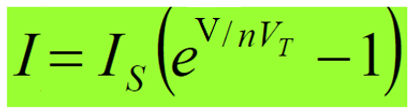 I = I_S (e^{V/nV_T} − 1)